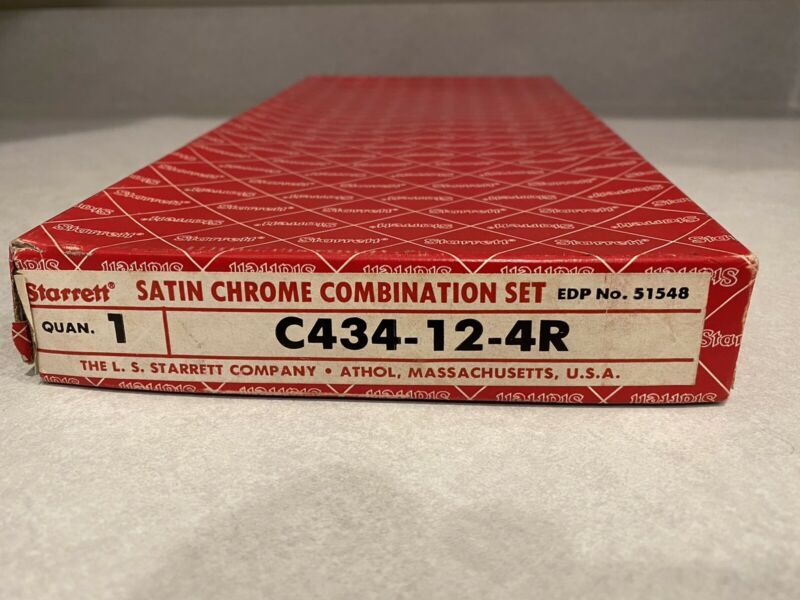 Starrett SATIN CHROME COMBINATION SET EDP No. 51548
QUAN. 1 C434-12-4R
THE L. S. STARRETT COMPANY • ATHOL, MASSACHUSETTS, U.S.A.